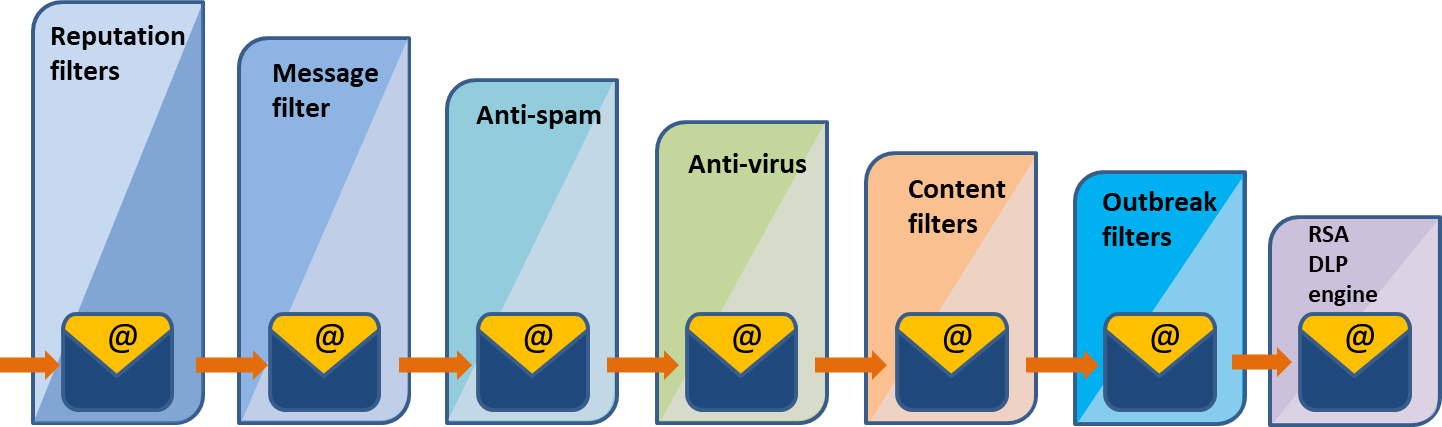 Reputation
filters
Message
filter
Anti-spam
Anti-virus
Content
filters
Outbreak
filters
RSA
DLP
engine
@
@
@
@
@
@
@